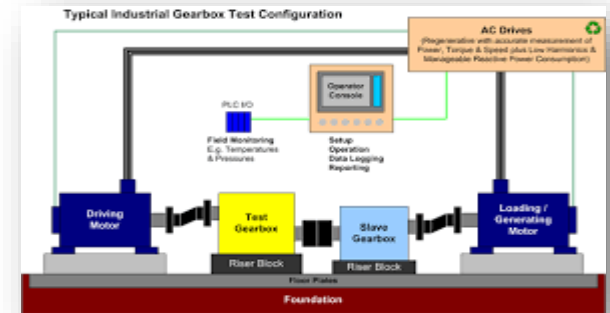 Typical Industrial Gearbox Test Configuration
AC Drives
(Regenerative with accurate measurement of
Power, Torque & Speed plus Low Harmonics &
Manageable Reactive Power Consumption)
Operator
Console
PLC I/O
Field Monitoring
E.g. Temperatures
& Pressures
Setup
Operation
Data Logging
Reporting
Driving
Motor
Test
Gearbox
Slave
Gearbox
Loading /
Generating
Motor
Riser Block
Riser Block
Floor Plates
Foundation